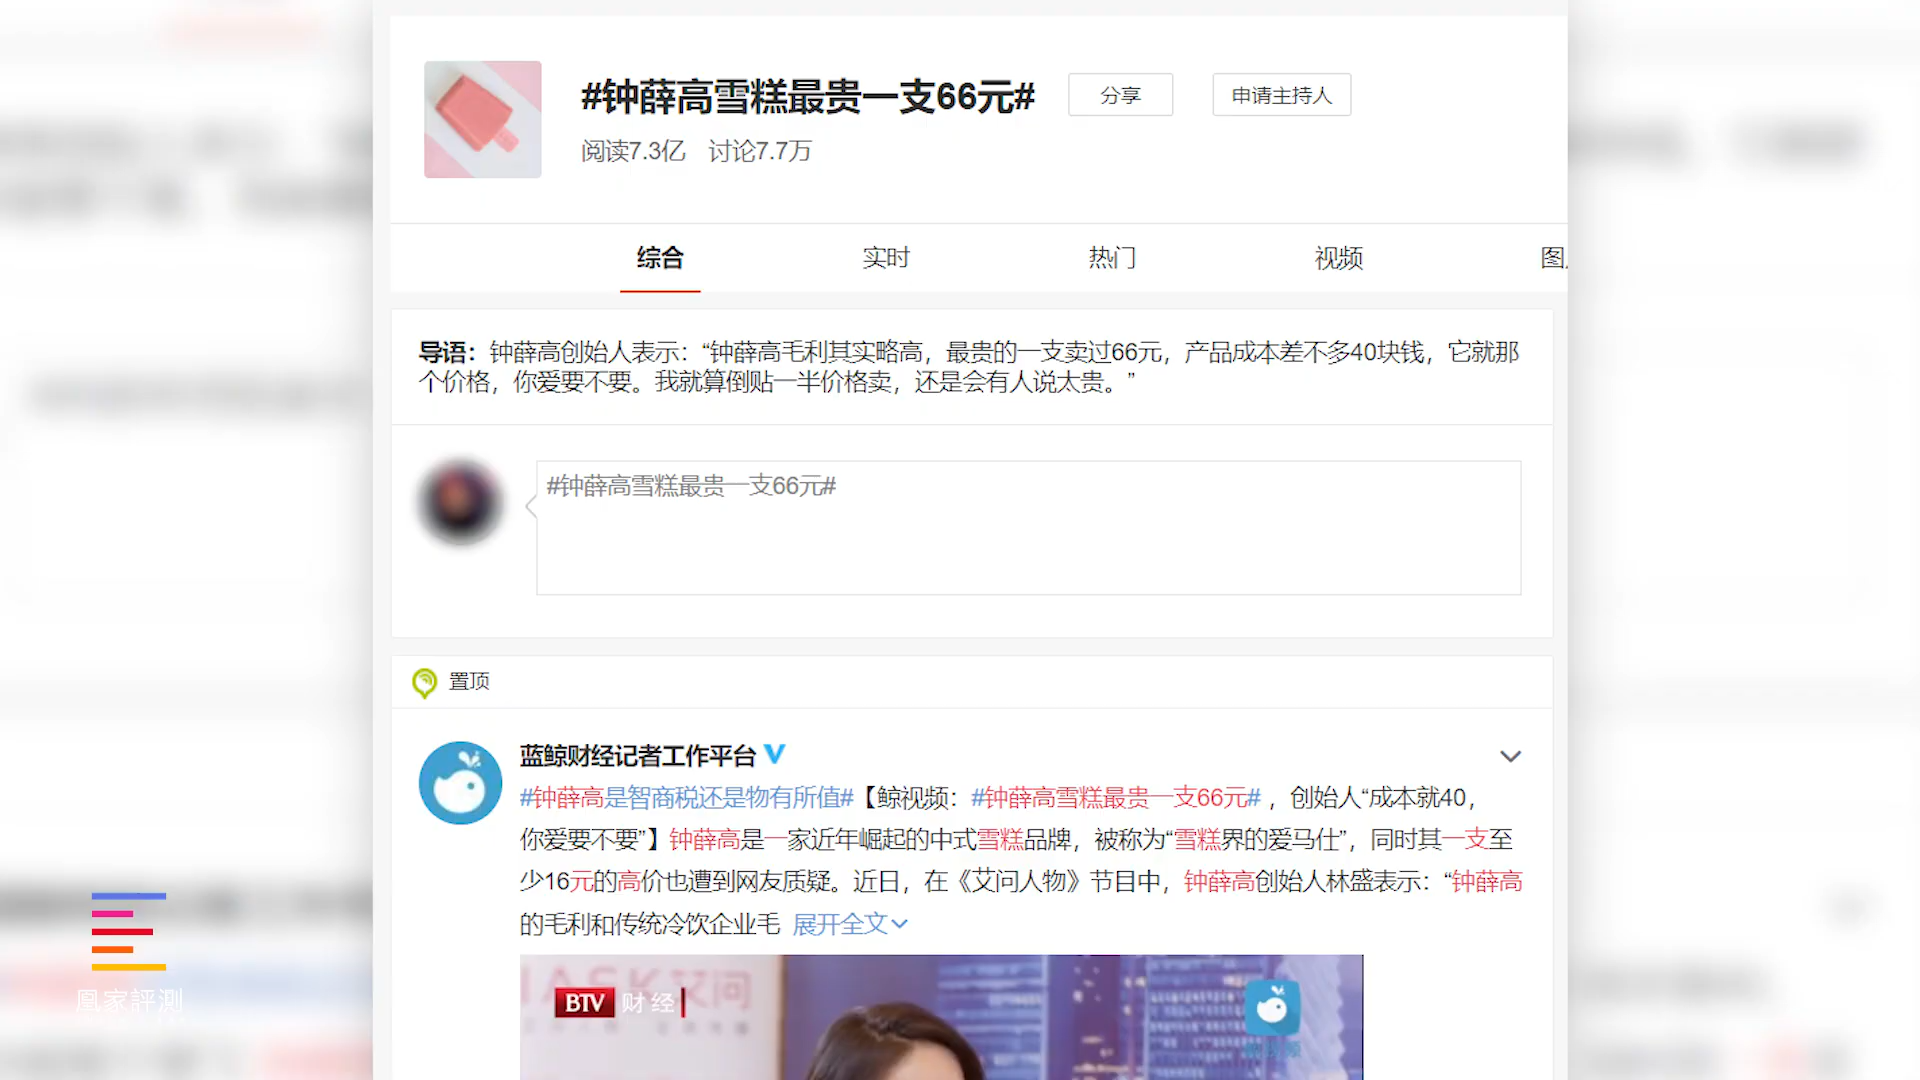 #钟薛高雪糕最贵一支66元#
分享
申请主持人
阅读7.3亿 讨论7.7万
综合
实时
热门
视频
图
导语：钟薛高创始人表示：“钟薛高毛利其实略高，最贵的一支卖过66元，产品成本差不多40块钱，它就那
个价格，你爱要不要。我就算倒贴一半价格卖，还是会有人说太贵。”
#钟薛高雪糕最贵一支66元#
置顶
蓝鲸财经记者工作平台
#钟薛高是智商税还是物有所值#【鲸视频：#钟薛高雪糕最贵一支66元# ，创始人“成本就40，
你爱要不要”】钟薛高是一家近年崛起的中式雪糕品牌，被称为“雪糕界的爱马仕”，同时其一支至
少16元的高价也遭到网友质疑。近日，在《艾问人物》节目中，钟薛高创始人林盛表示：“钟薛高
的毛利和传统冷饮企业毛 展开全文
ASK艾问
BTV 财经
凰家評測